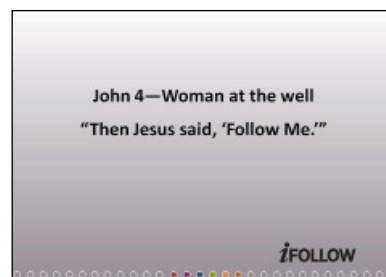 John 4—Woman at the well
“Then Jesus said, ‘Follow Me.’”
iFOLLOW